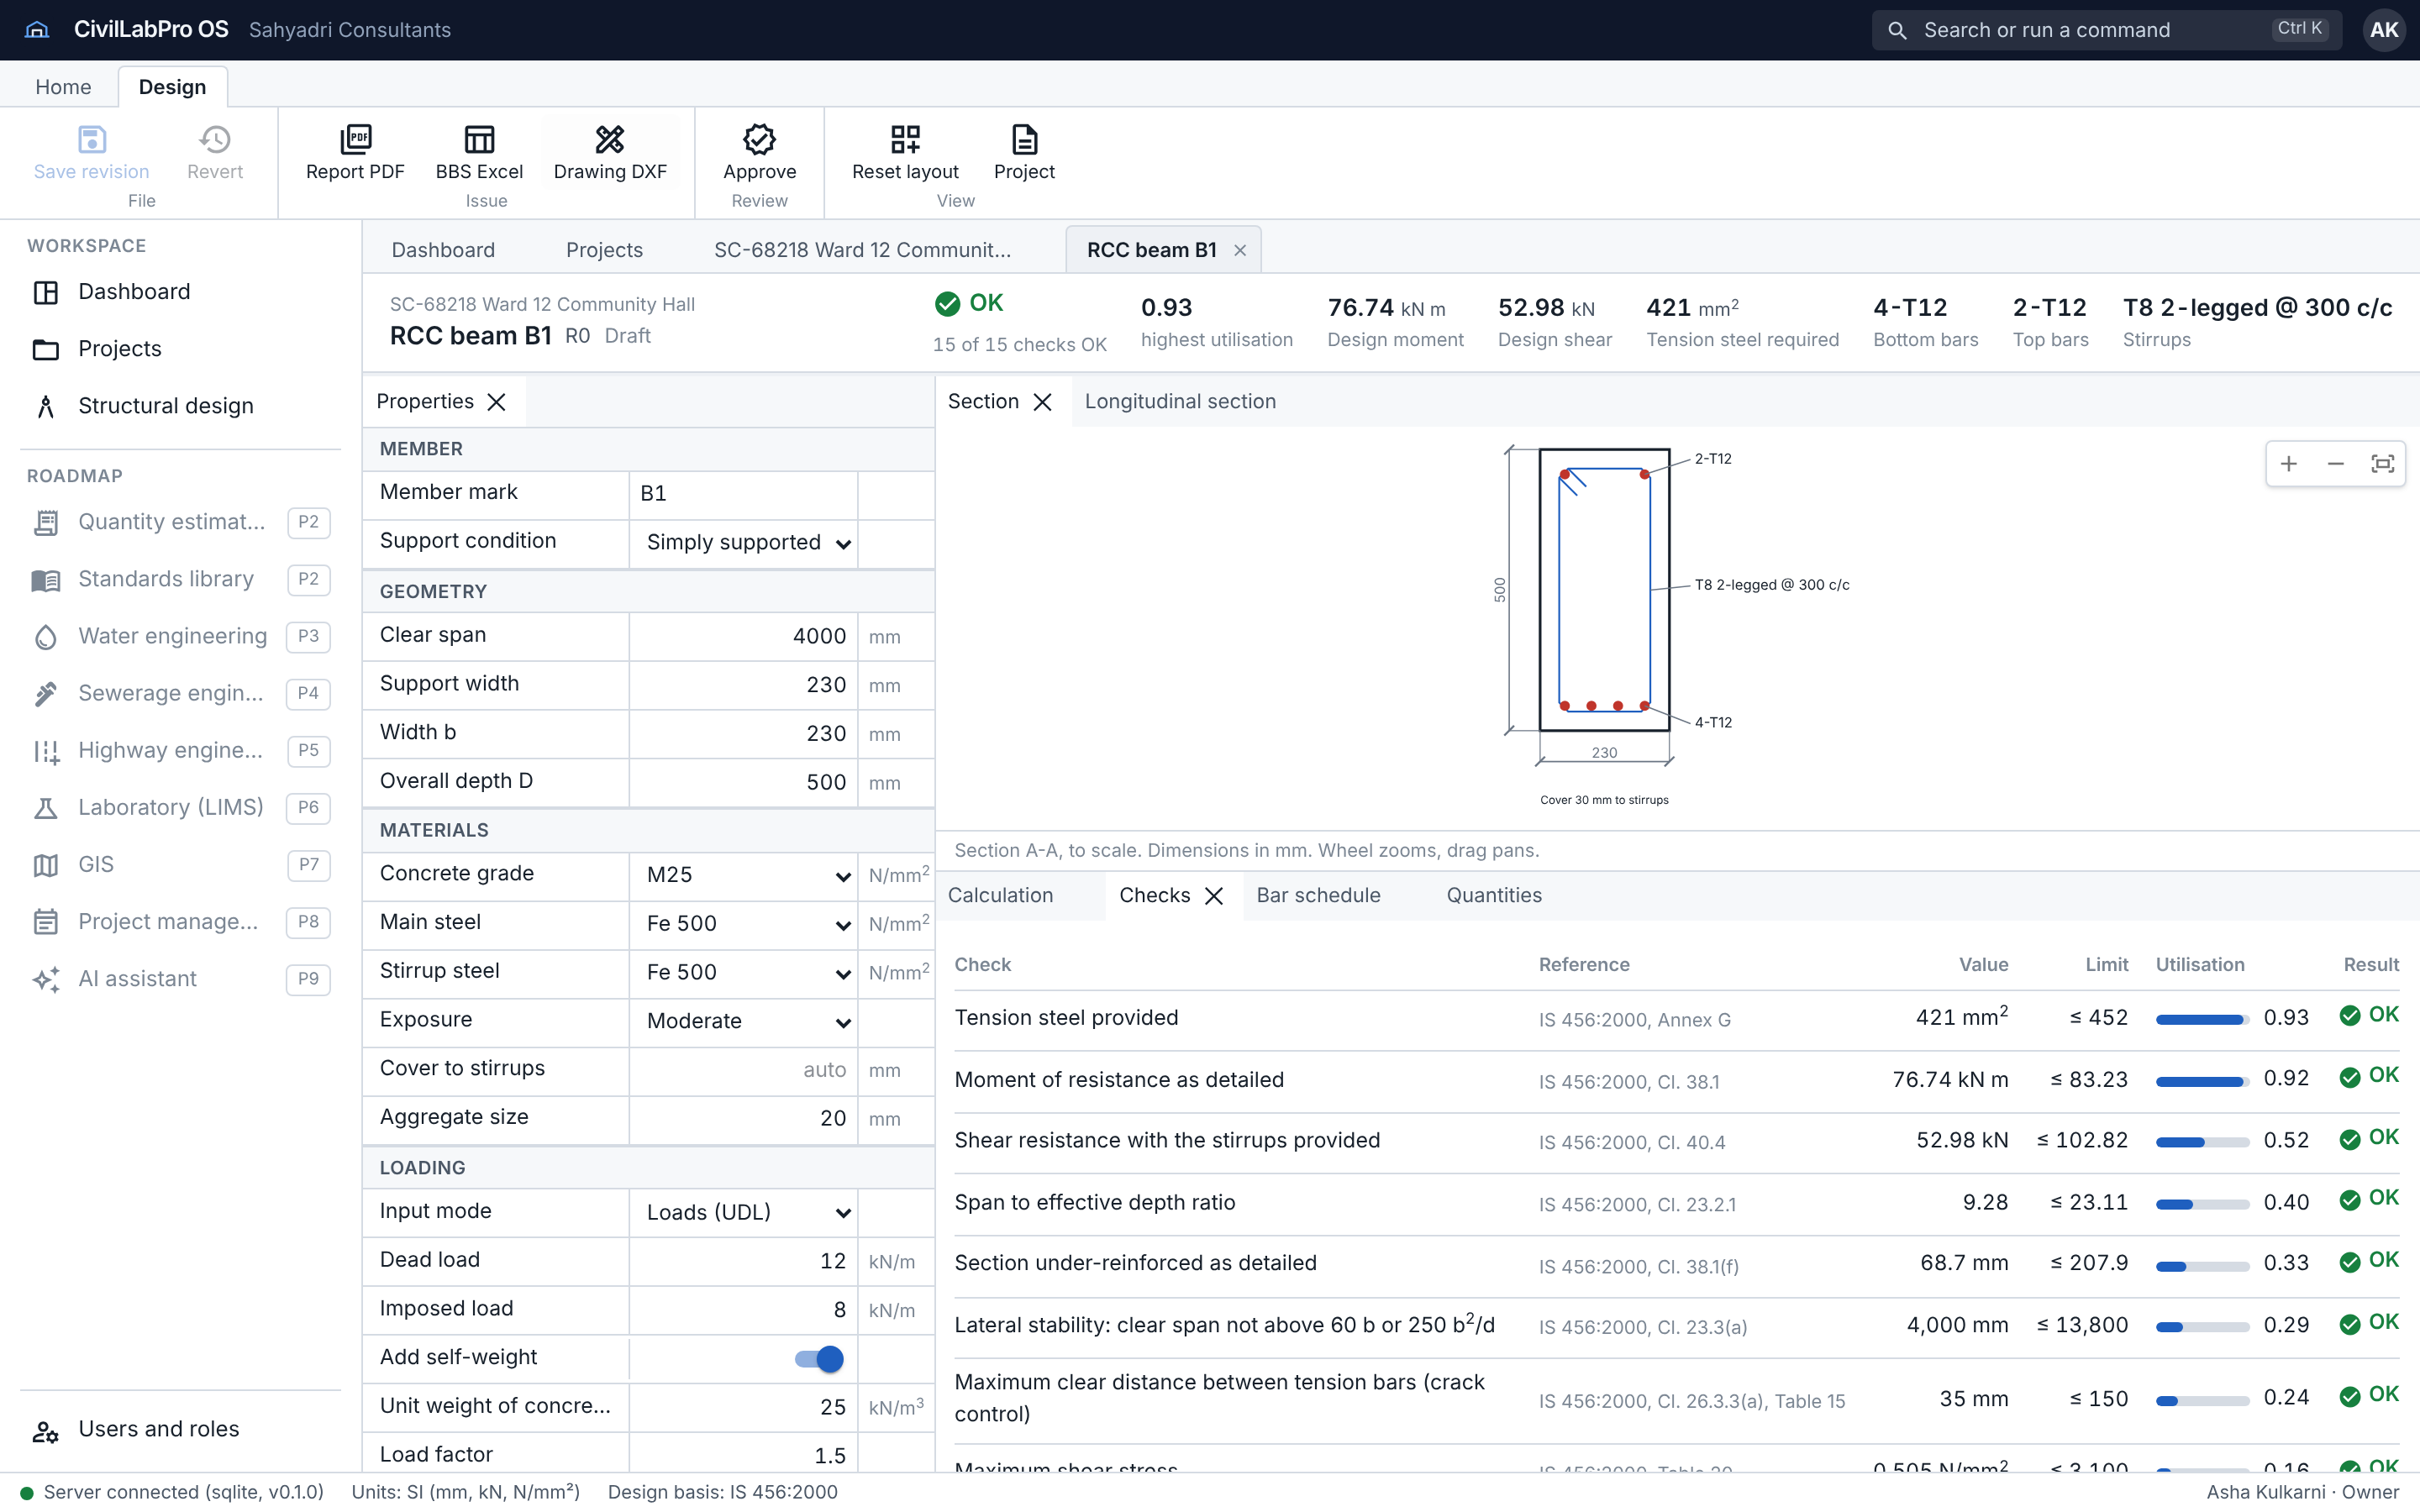 CivilLabPro OS Sahyadri Consultants Search or run a command Ctrl K AK
Home Design
Save revision Revert Report PDF BBS Excel Drawing DXF Approve Reset layout Project
File Issue Review View
WORKSPACE
Dashboard
Projects
Structural design
ROADMAP
Quantity estimat... P2
Standards library P2
Water engineering P3
Sewerage engin... P4
Highway engine... P5
Laboratory (LIMS) P6
GIS P7
Project manage... P8
AI assistant P9
Users and roles
Dashboard Projects SC-68218 Ward 12 Communit... RCC beam B1
SC-68218 Ward 12 Community Hall
RCC beam B1 R0 Draft
OK
15 of 15 checks OK
0.93
highest utilisation
76.74 kN m
Design moment
52.98 kN
Design shear
421 mm²
Tension steel required
4-T12
Bottom bars
2-T12
Top bars
T8 2-legged @ 300 c/c
Stirrups
Properties
MEMBER
Member mark B1
Support condition Simply supported
GEOMETRY
Clear span 4000 mm
Support width 230 mm
Width b 230 mm
Overall depth D 500 mm
MATERIALS
Concrete grade M25 N/mm²
Main steel Fe 500 N/mm²
Stirrup steel Fe 500 N/mm²
Exposure Moderate
Cover to stirrups auto mm
Aggregate size 20 mm
LOADING
Input mode Loads (UDL)
Dead load 12 kN/m
Imposed load 8 kN/m
Add self-weight
Unit weight of concre... 25 kN/m³
Load factor 1.5
Section Longitudinal section
2-T12
500
T8 2-legged @ 300 c/c
4-T12
230
Cover 30 mm to stirrups
Section A-A, to scale. Dimensions in mm. Wheel zooms, drag pans.
Calculation Checks Bar schedule Quantities
Check Reference Value Limit Utilisation Result
Tension steel provided IS 456:2000, Annex G 421 mm² ≤ 452 0.93 OK
Moment of resistance as detailed IS 456:2000, Cl. 38.1 76.74 kN m ≤ 83.23 0.92 OK
Shear resistance with the stirrups provided IS 456:2000, Cl. 40.4 52.98 kN ≤ 102.82 0.52 OK
Span to effective depth ratio IS 456:2000, Cl. 23.2.1 9.28 ≤ 23.11 0.40 OK
Section under-reinforced as detailed IS 456:2000, Cl. 38.1(f) 68.7 mm ≤ 207.9 0.33 OK
Lateral stability: clear span not above 60 b or 250 b²/d IS 456:2000, Cl. 23.3(a) 4,000 mm ≤ 13,800 0.29 OK
Maximum clear distance between tension bars (crack
control) IS 456:2000, Cl. 26.3.3(a), Table 15 35 mm ≤ 150 0.24 OK
Maximum shear stress IS 456:2000, Table 20 0.505 N/mm² ≤ 3.100 0.16 OK
Server connected (sqlite, v0.1.0) Units: SI (mm, kN, N/mm²) Design basis: IS 456:2000 Asha Kulkarni · Owner